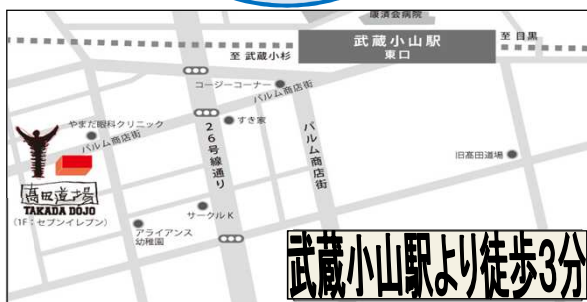 康済会病院
武蔵小山駅
東口
至 目黒
至 武蔵小杉
コージーコーナー
パルム商店街
すき家
やまだ眼科クリニック
パルム商店街
26号線通り
パルム商店街
旧高田道場
高田道場
TAKADA DOJO
(1F:セブンイレブン)
サークルK
アライアンス
幼稚園
武蔵小山駅より徒歩3分